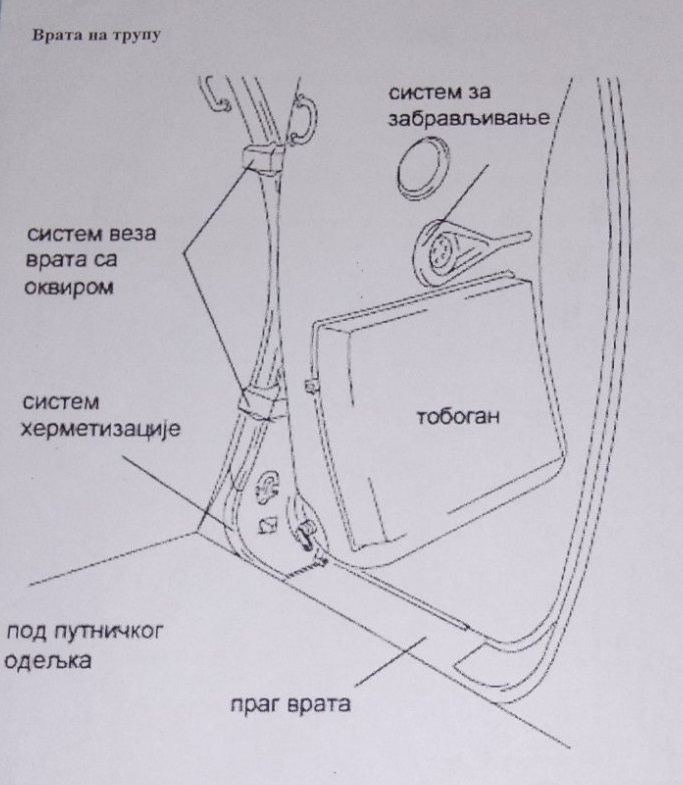 Врата на трупу
систем за
забрављивање
систем веза
врата са
оквиром
систем
херметизације
тобоган
под путничког
одељка
праг врата